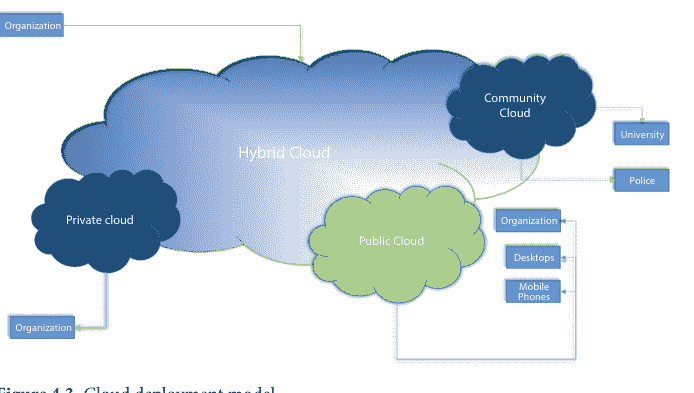 Organization
Community
Cloud
University
Hybrid Cloud
Police
Private cloud
Organization
Public Cloud
Desktops
Mobile
Phones
Organization
Figure 4.3. Cloud deployment model